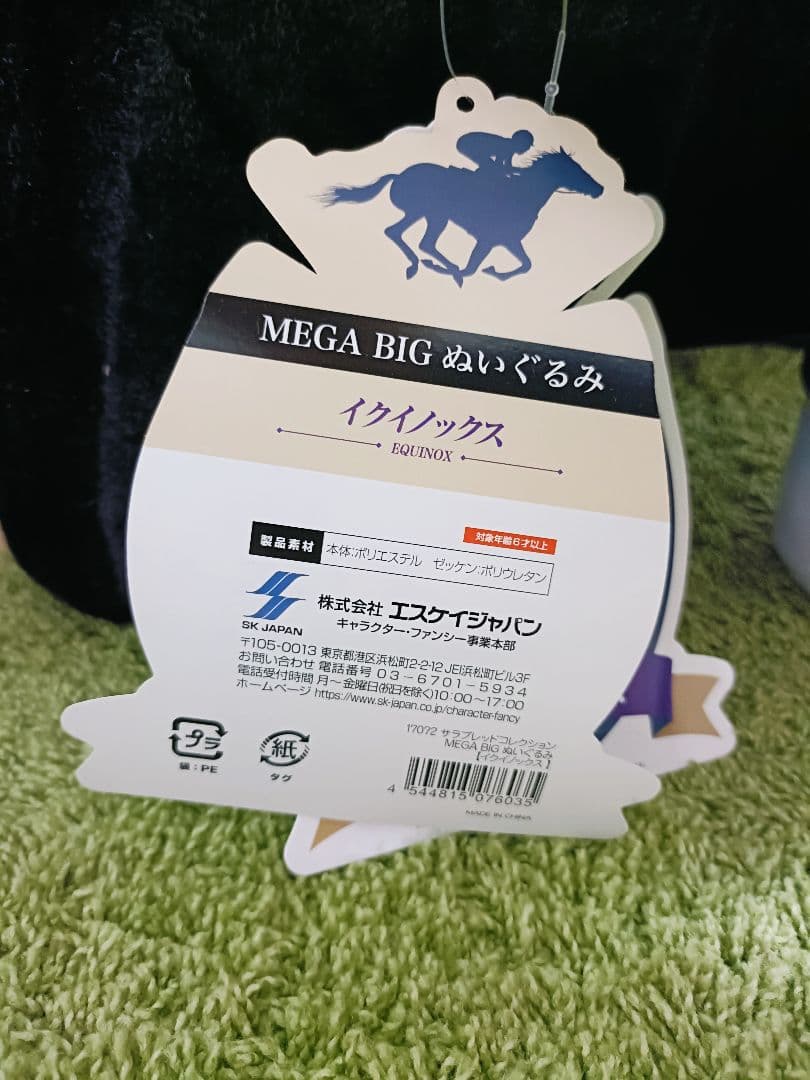 MEGA BIG ぬいぐるみ
イクイノックス
EQUINOX
対象年齢6才以上
製品素材 本体:ポリエステル ゼッケン:ポリウレタン
SK JAPAN
株式会社 エスケイジャパン
キャラクター・ファンシー事業本部
〒105-0013 東京都港区浜松町2-2-12 JEI浜松町ビル3F
お問い合わせ 電話番号 03-6701-5934
電話受付時間 月~金曜日(祝日を除く)10:00~17:00
ホームページ https://www.sk-japan.co.jp/character-fancy
17072 サラブレッドコレクション
MEGA BIG ぬいぐるみ
【イクイノックス】
プラ
袋:PE
紙
タグ
4 544815 076035
MADE IN CHINA